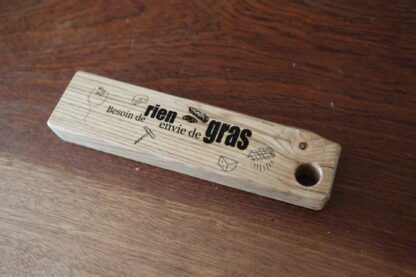 Besoin de rien
envie de gras